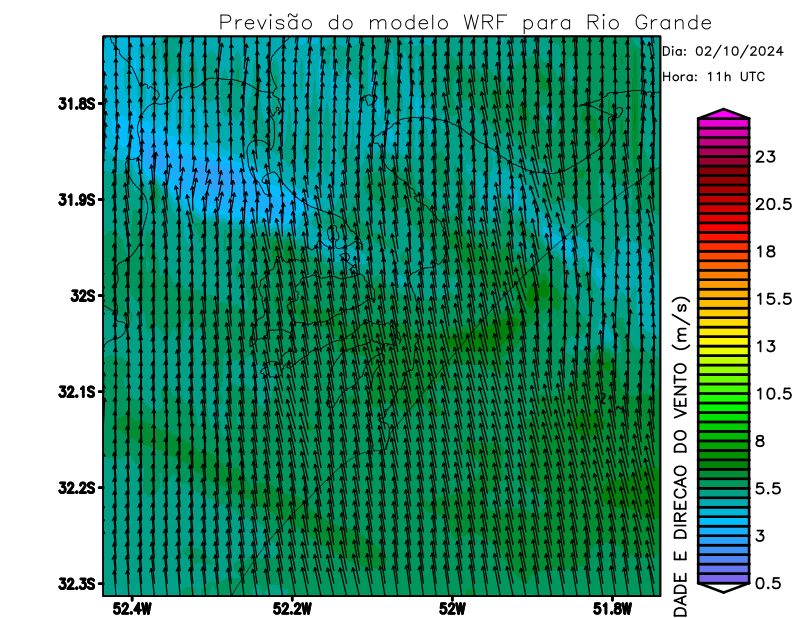 Previsão do modelo WRF para Rio Grande
Dia: 02/10/2024
Hora: 11h UTC
31.8S
31.9S
32S
32.1S
32.2S
32.3S
52.4W
52.2W
52W
51.8W
23
20.5
18
15.5
13
10.5
8
5.5
3
0.5
DADE E DIRECAO DO VENTO (m/s)